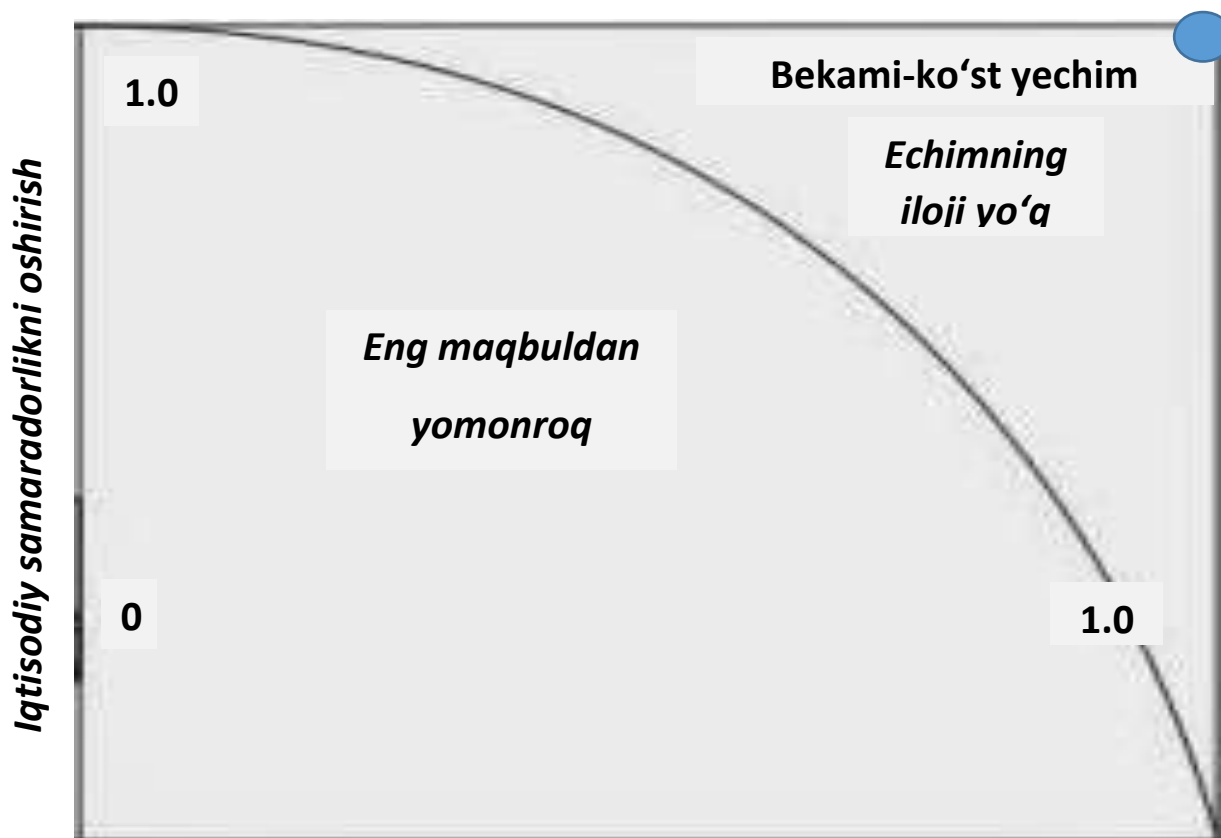 Bekami-ko‘st yechim
1.0
Echimning
iloji yo‘q
Iqtisodiy samaradorlikni oshirish
Eng maqbuldan
yomonroq
0
1.0